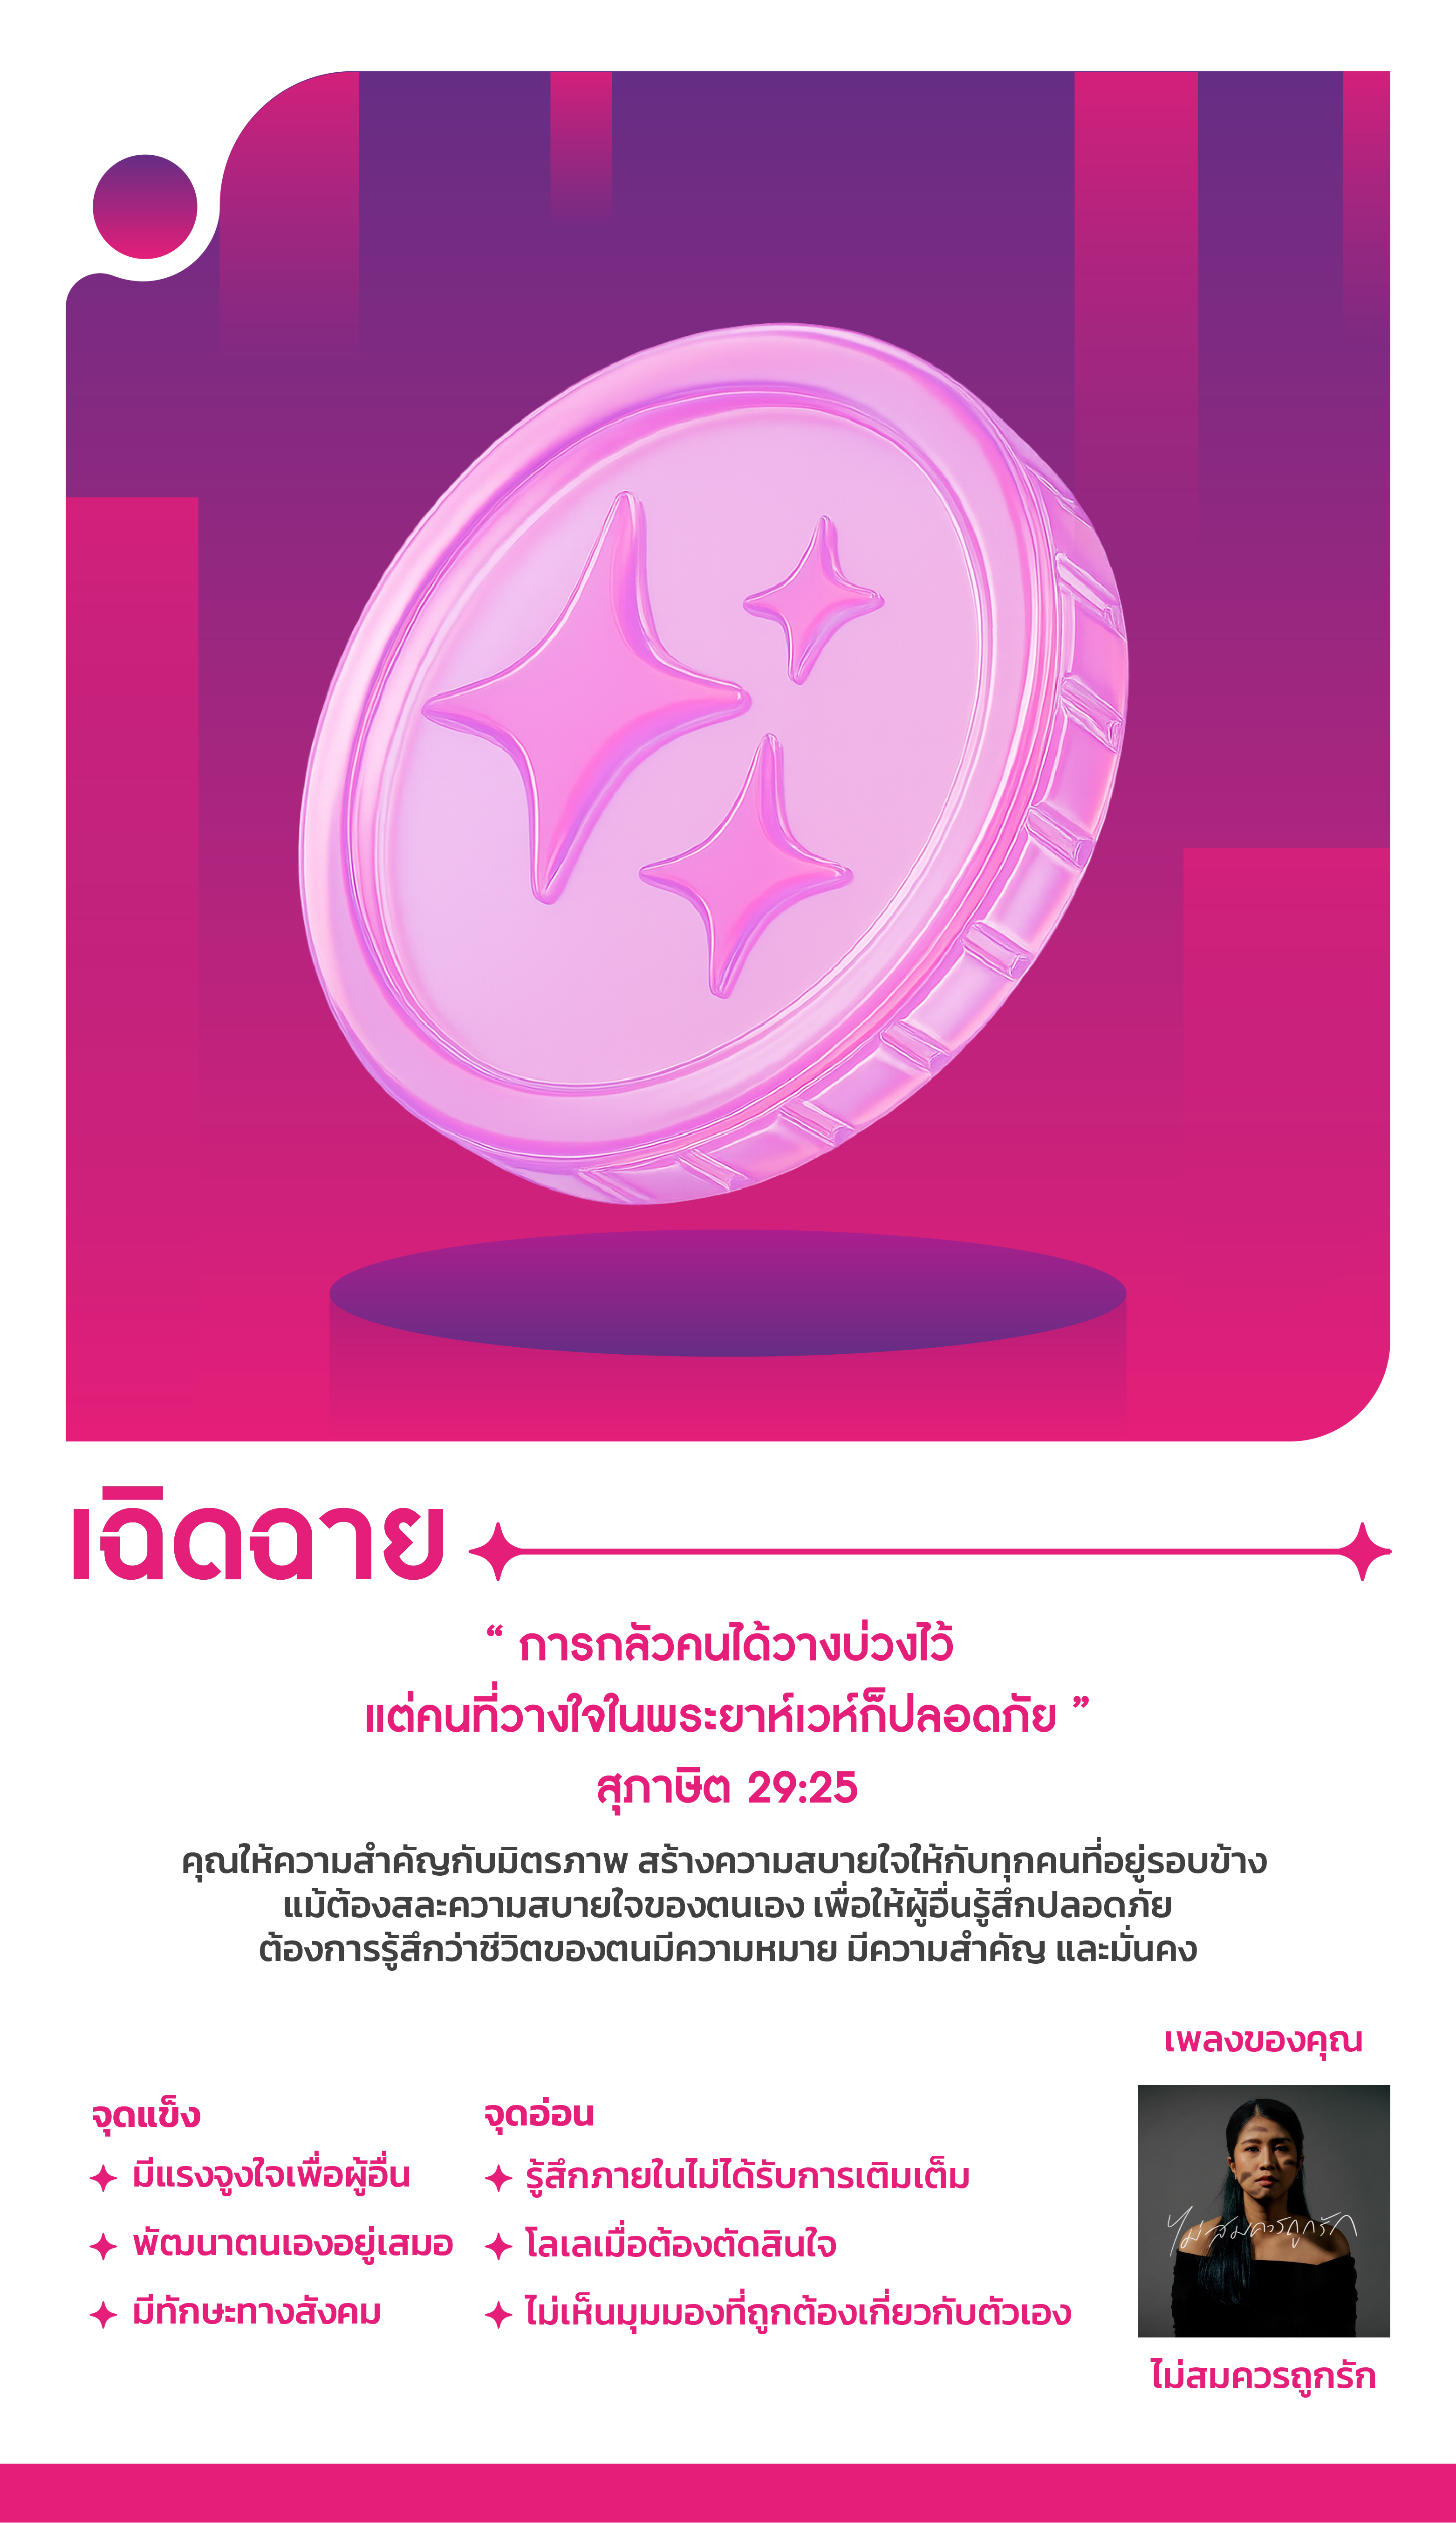 เฉิดฉาย
“ การกลัวคนได้วางบ่วงไว้
แต่คนที่วางใจในพระยาห์เวห์ก็ปลอดภัย ”
สุภาษิต 29:25
คุณให้ความสำคัญกับมิตรภาพ สร้างความสบายใจให้กับทุกคนที่อยู่รอบข้าง
แม้ต้องสละความสบายใจของตนเอง เพื่อให้ผู้อื่นรู้สึกปลอดภัย
ต้องการรู้สึกว่าชีวิตของตนมีความหมาย มีความสำคัญ และมั่นคง
จุดแข็ง
มีแรงจูงใจเพื่อผู้อื่น
พัฒนาตนเองอยู่เสมอ
มีทักษะทางสังคม
จุดอ่อน
รู้สึกภายในไม่ได้รับการเติมเต็ม
โลเลเมื่อต้องตัดสินใจ
ไม่เห็นมุมมองที่ถูกต้องเกี่ยวกับตัวเอง
เพลงของคุณ
ไม่สมควรถูกรัก
ไม่สมควรถูกรัก